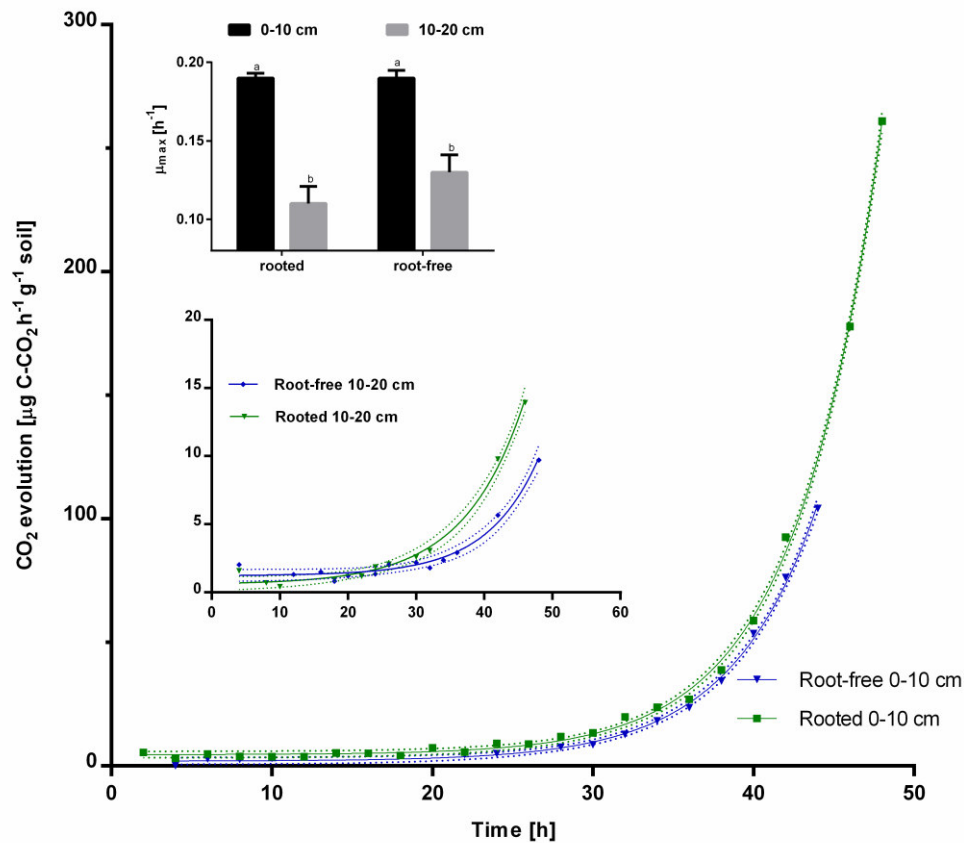 300
200
100
0
CO2 evolution [µg C-CO2 h-1 g-1 soil]
0-10 cm 10-20 cm
0.20
0.15
0.10
µmax [h-1]
a
b
a
b
rooted root-free
20
15
10
5
0
Root-free 10-20 cm
Rooted 10-20 cm
0 10 20 30 40 50 60
Root-free 0-10 cm
Rooted 0-10 cm
0 10 20 30 40 50
Time [h]